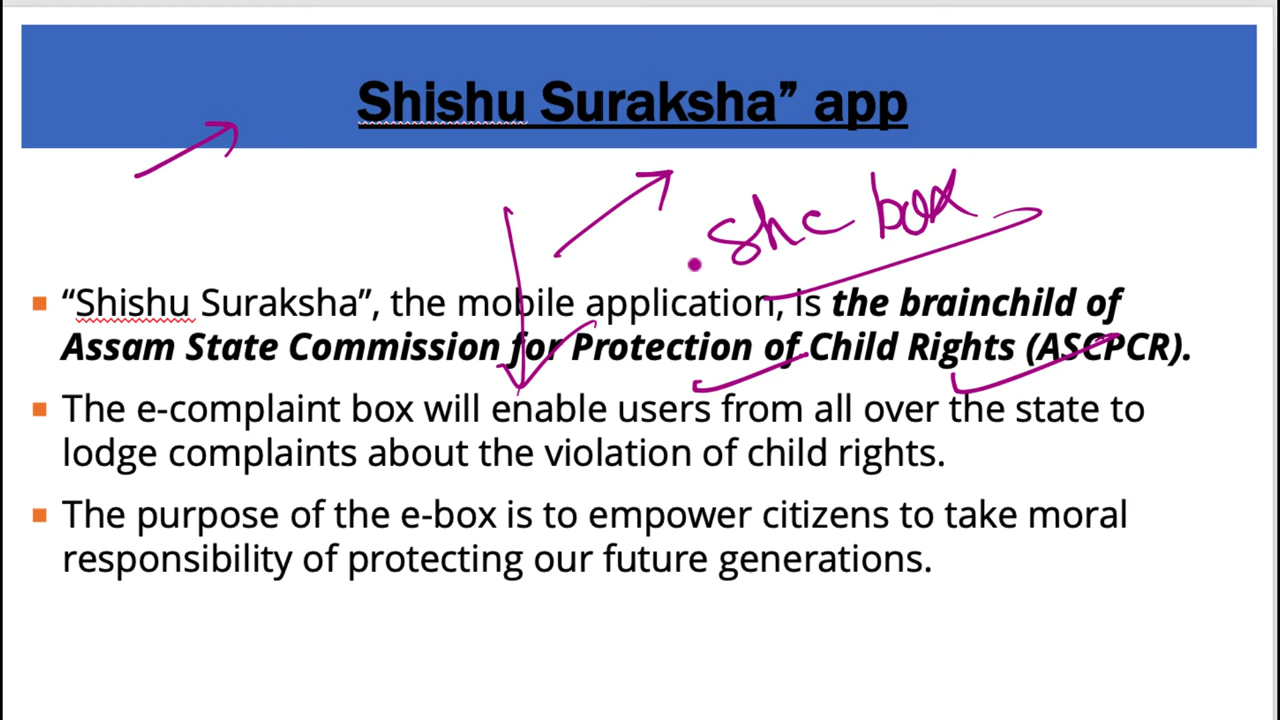 Shishu Suraksha” app
she box
▪ “Shishu Suraksha”, the mobile application, is the brainchild of
Assam State Commission for Protection of Child Rights (ASCPCR).
▪ The e-complaint box will enable users from all over the state to
lodge complaints about the violation of child rights.
▪ The purpose of the e-box is to empower citizens to take moral
responsibility of protecting our future generations.